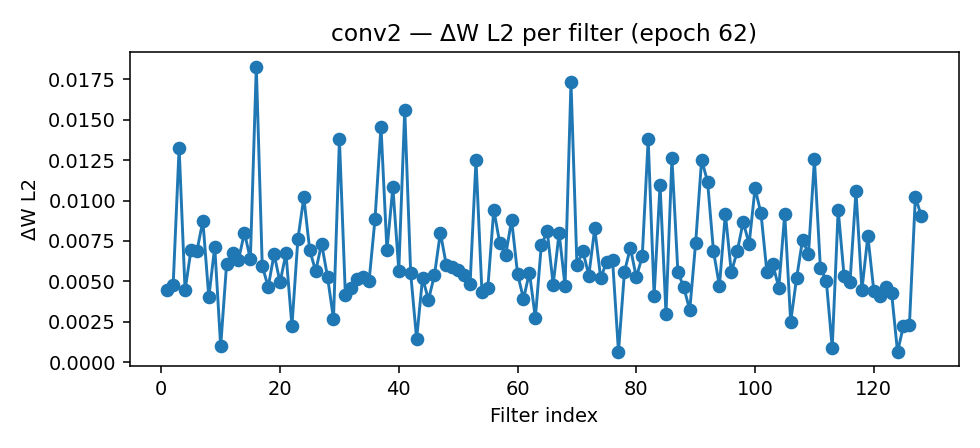 conv2 — ΔW L2 per filter (epoch 62)
0.0175
0.0150
0.0125
0.0100
0.0075
0.0050
0.0025
0.0000
ΔW L2
0 20 40 60 80 100 120
Filter index